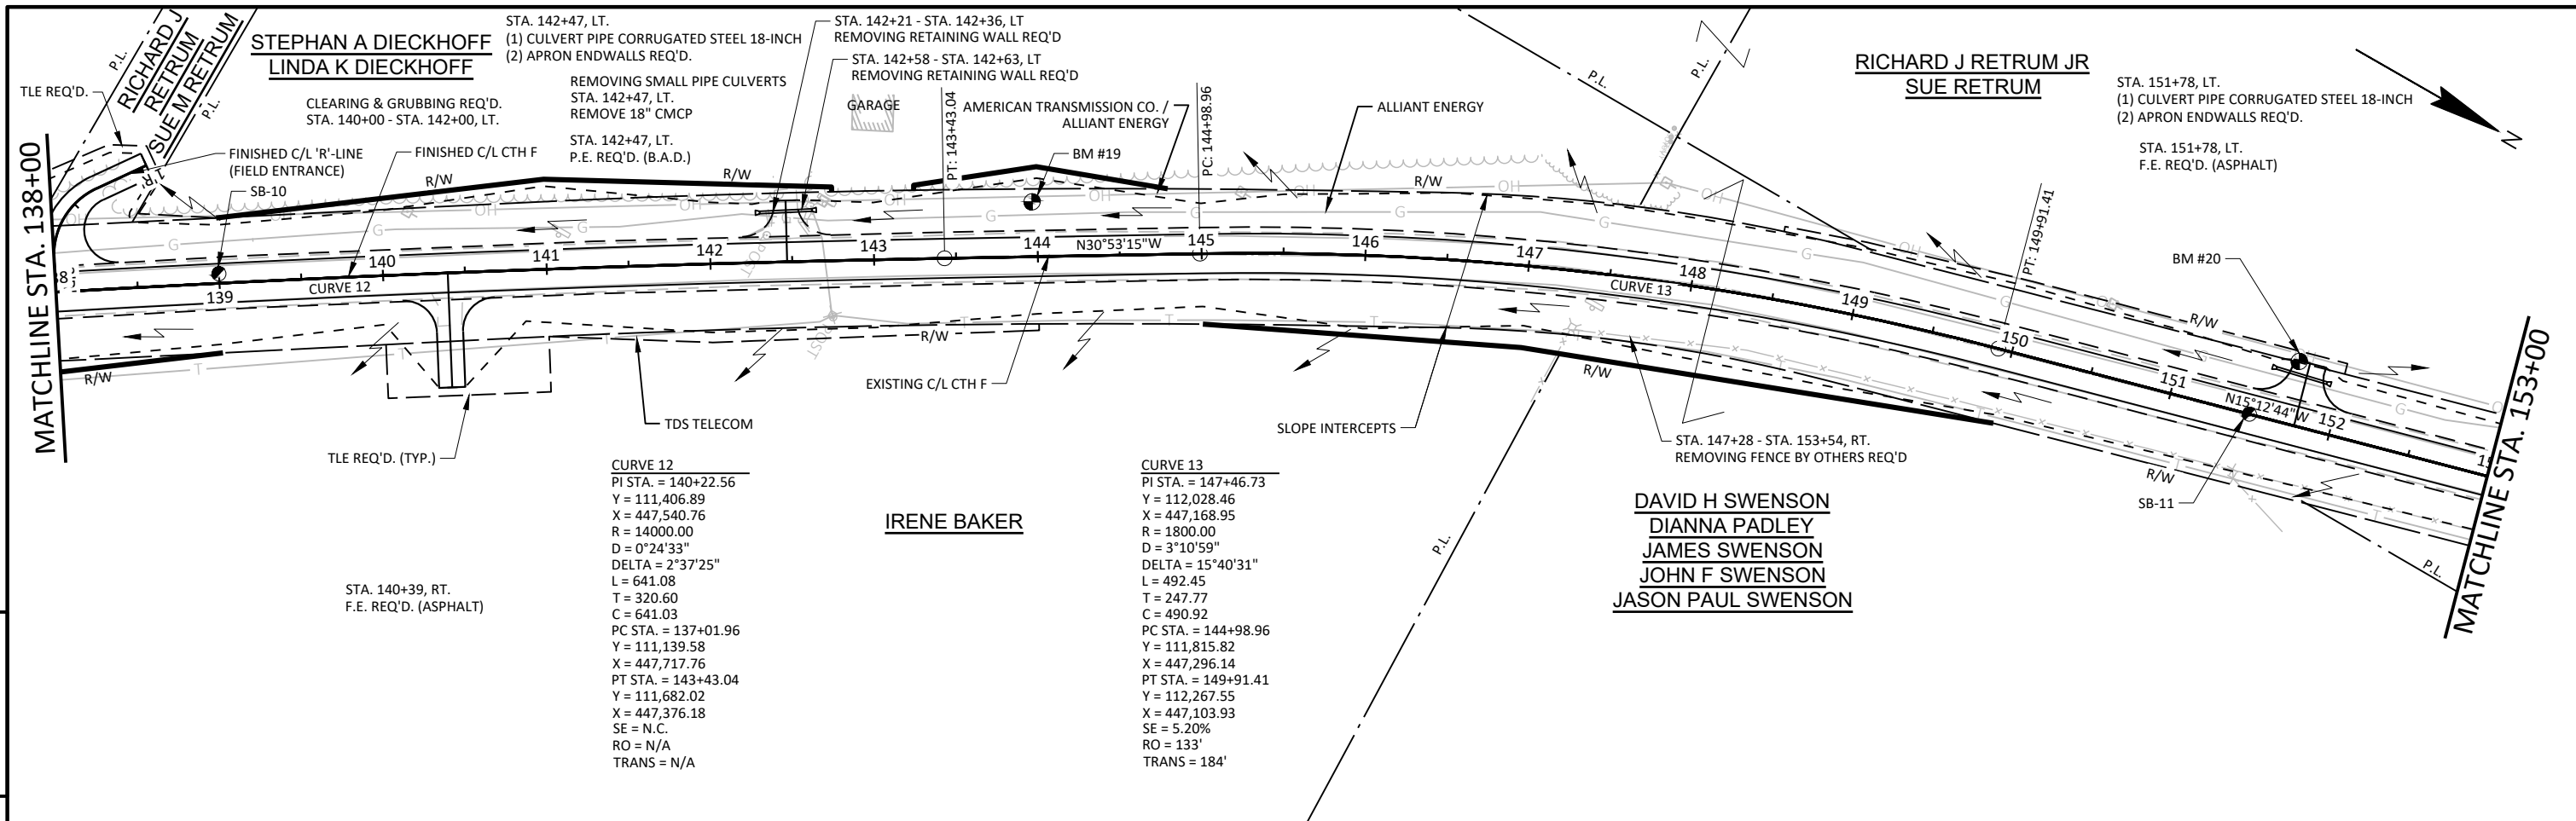 RICHARD J
RETRUM
SUE M RETRUM
P.L.
P.L.
TLE REQ'D.
MATCHLINE STA. 138+00
STEPHAN A DIECKHOFF
LINDA K DIECKHOFF
CLEARING & GRUBBING REQ'D.
STA. 140+00 - STA. 142+00, LT.
FINISHED C/L 'R'-LINE
(FIELD ENTRANCE)
SB-10
FINISHED C/L CTH F
STA. 142+47, LT.
(1) CULVERT PIPE CORRUGATED STEEL 18-INCH
(2) APRON ENDWALLS REQ'D.
REMOVING SMALL PIPE CULVERTS
STA. 142+47, LT.
REMOVE 18" CMCP
STA. 142+47, LT.
P.E. REQ'D. (B.A.D.)
STA. 142+21 - STA. 142+36, LT
REMOVING RETAINING WALL REQ'D
STA. 142+58 - STA. 142+63, LT
REMOVING RETAINING WALL REQ'D
GARAGE
PT: 143+43.04
AMERICAN TRANSMISSION CO. /
ALLIANT ENERGY
BM #19
PC: 144+98.96
ALLIANT ENERGY
P.L.
P.L.
RICHARD J RETRUM JR
SUE RETRUM
STA. 151+78, LT.
(1) CULVERT PIPE CORRUGATED STEEL 18-INCH
(2) APRON ENDWALLS REQ'D.
STA. 151+78, LT.
F.E. REQ'D. (ASPHALT)
N
PT: 149+91.41
BM #20
'R'
R/W
R/W
R/W
R/W
OH
OH
OH
OH
OH
OH
OH
OH
OH
G
G
G
G
G
G
G
G
G
POST
139
140
141
142
143
144
145
146
147
148
149
150
151
152
CURVE 12
N30°53'15"W
CURVE 13
N15°12'44"W
R/W
R/W
R/W
R/W
T
T
T
T
T
T
T
POST
TLE REQ'D. (TYP.)
TDS TELECOM
EXISTING C/L CTH F
SLOPE INTERCEPTS
STA. 147+28 - STA. 153+54, RT.
REMOVING FENCE BY OTHERS REQ'D
SB-11
P.L.
P.L.
MATCHLINE STA. 153+00
STA. 140+39, RT.
F.E. REQ'D. (ASPHALT)
CURVE 12
PI STA. = 140+22.56
Y = 111,406.89
X = 447,540.76
R = 14000.00
D = 0°24'33"
DELTA = 2°37'25"
L = 641.08
T = 320.60
C = 641.03
PC STA. = 137+01.96
Y = 111,139.58
X = 447,717.76
PT STA. = 143+43.04
Y = 111,682.02
X = 447,376.18
SE = N.C.
RO = N/A
TRANS = N/A
IRENE BAKER
CURVE 13
PI STA. = 147+46.73
Y = 112,028.46
X = 447,168.95
R = 1800.00
D = 3°10'59"
DELTA = 15°40'31"
L = 492.45
T = 247.77
C = 490.92
PC STA. = 144+98.96
Y = 111,815.82
X = 447,296.14
PT STA. = 149+91.41
Y = 112,267.55
X = 447,103.93
SE = 5.20%
RO = 133'
TRANS = 184'
DAVID H SWENSON
DIANNA PADLEY
JAMES SWENSON
JOHN F SWENSON
JASON PAUL SWENSON